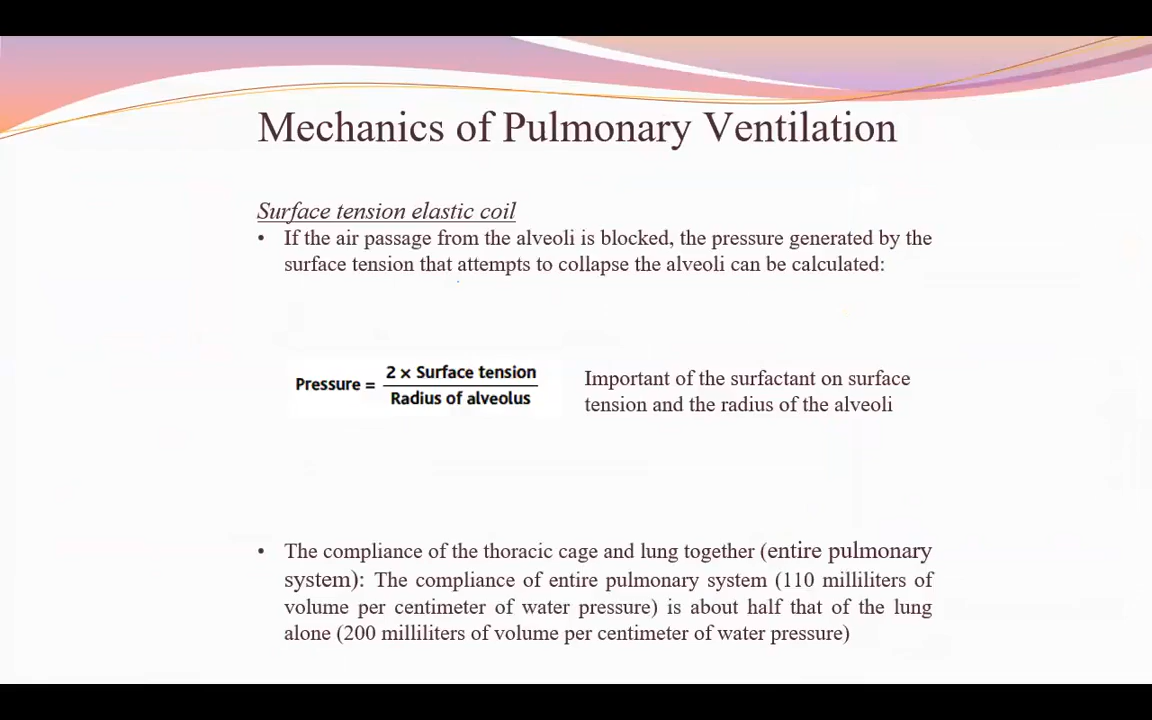 Mechanics of Pulmonary Ventilation
Surface tension elastic coil
• If the air passage from the alveoli is blocked, the pressure generated by the
surface tension that attempts to collapse the alveoli can be calculated:
Pressure = 2 × Surface tension
Radius of alveolus
Important of the surfactant on surface
tension and the radius of the alveoli
• The compliance of the thoracic cage and lung together (entire pulmonary
system): The compliance of entire pulmonary system (110 milliliters of
volume per centimeter of water pressure) is about half that of the lung
alone (200 milliliters of volume per centimeter of water pressure)